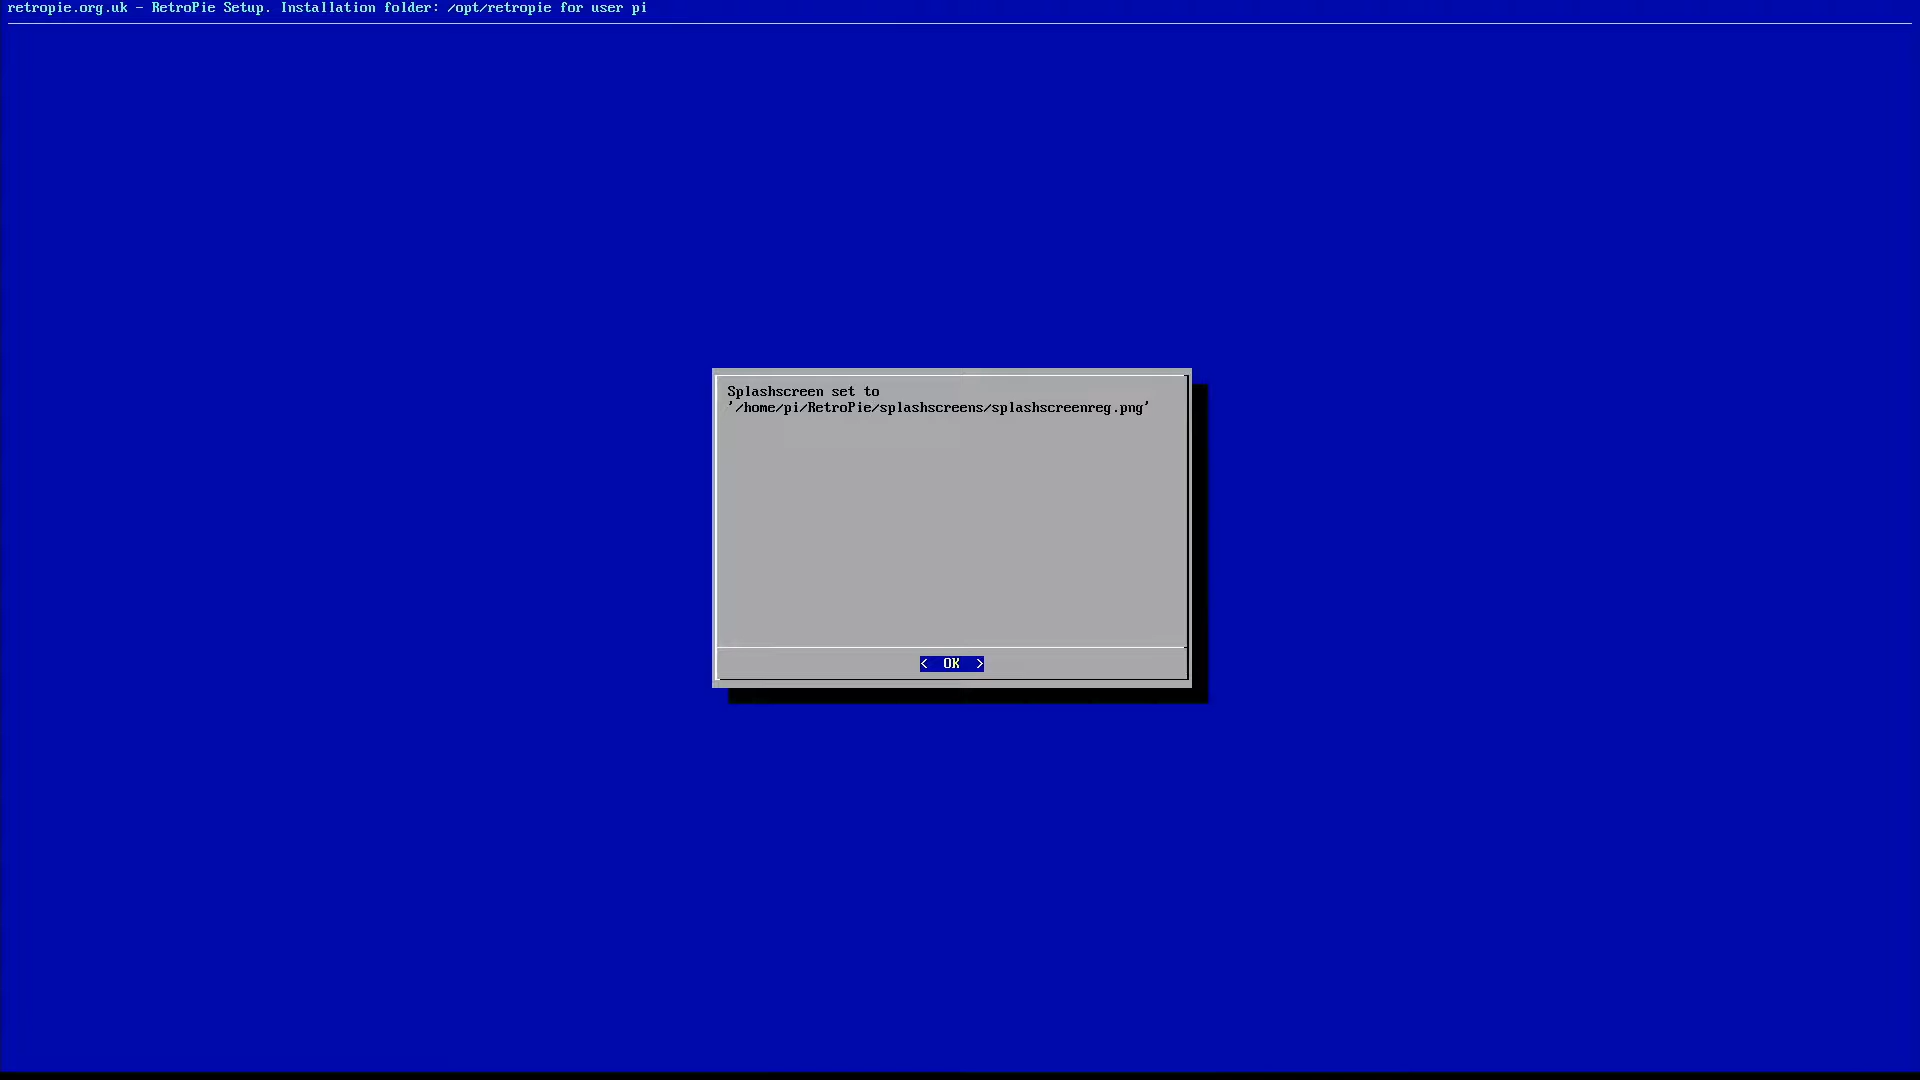 retropie.org.uk - RetroPie Setup. Installation folder: /opt/retropie for user pi
Splashscreen set to
'/home/pi/RetroPie/splashscreens/splashscreenreg.png'
< OK >